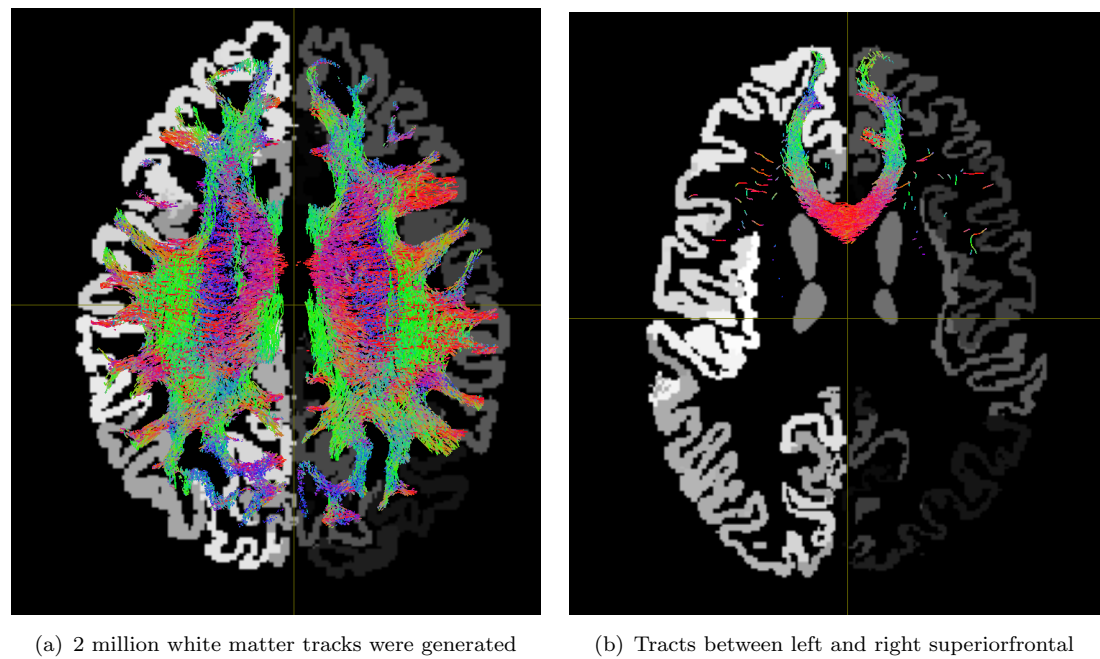 (a) 2 million white matter tracks were generated
(b) Tracts between left and right superiorfrontal